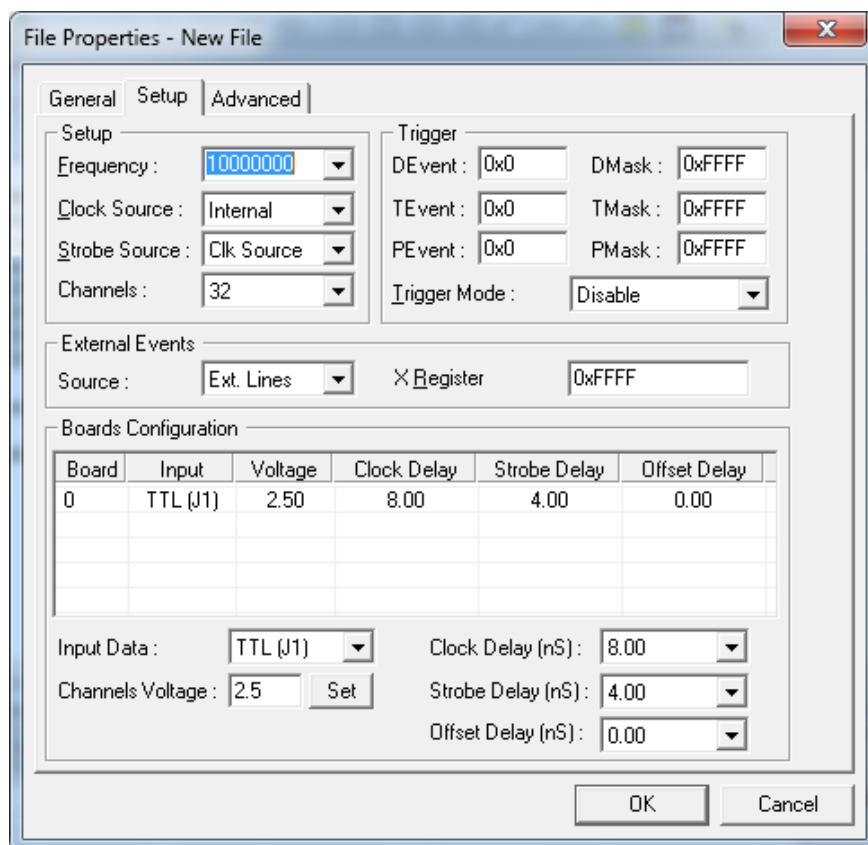 File Properties - New File
General Setup Advanced
Setup
Frequency : 10000000
Clock Source : Internal
Strobe Source : Clk Source
Channels : 32
Trigger
DEvent : 0x0 DMask : 0xFFFF
TEvent : 0x0 TMask : 0xFFFF
PEvent : 0x0 PMask : 0xFFFF
Trigger Mode : Disable
External Events
Source : Ext. Lines X Register 0xFFFF
Boards Configuration
Board Input Voltage Clock Delay Strobe Delay Offset Delay
0 TTL (J1) 2.50 8.00 4.00 0.00
Input Data : TTL (J1) Clock Delay (nS) : 8.00
Channels Voltage : 2.5 Set Strobe Delay (nS) : 4.00
Offset Delay (nS) : 0.00
OK Cancel